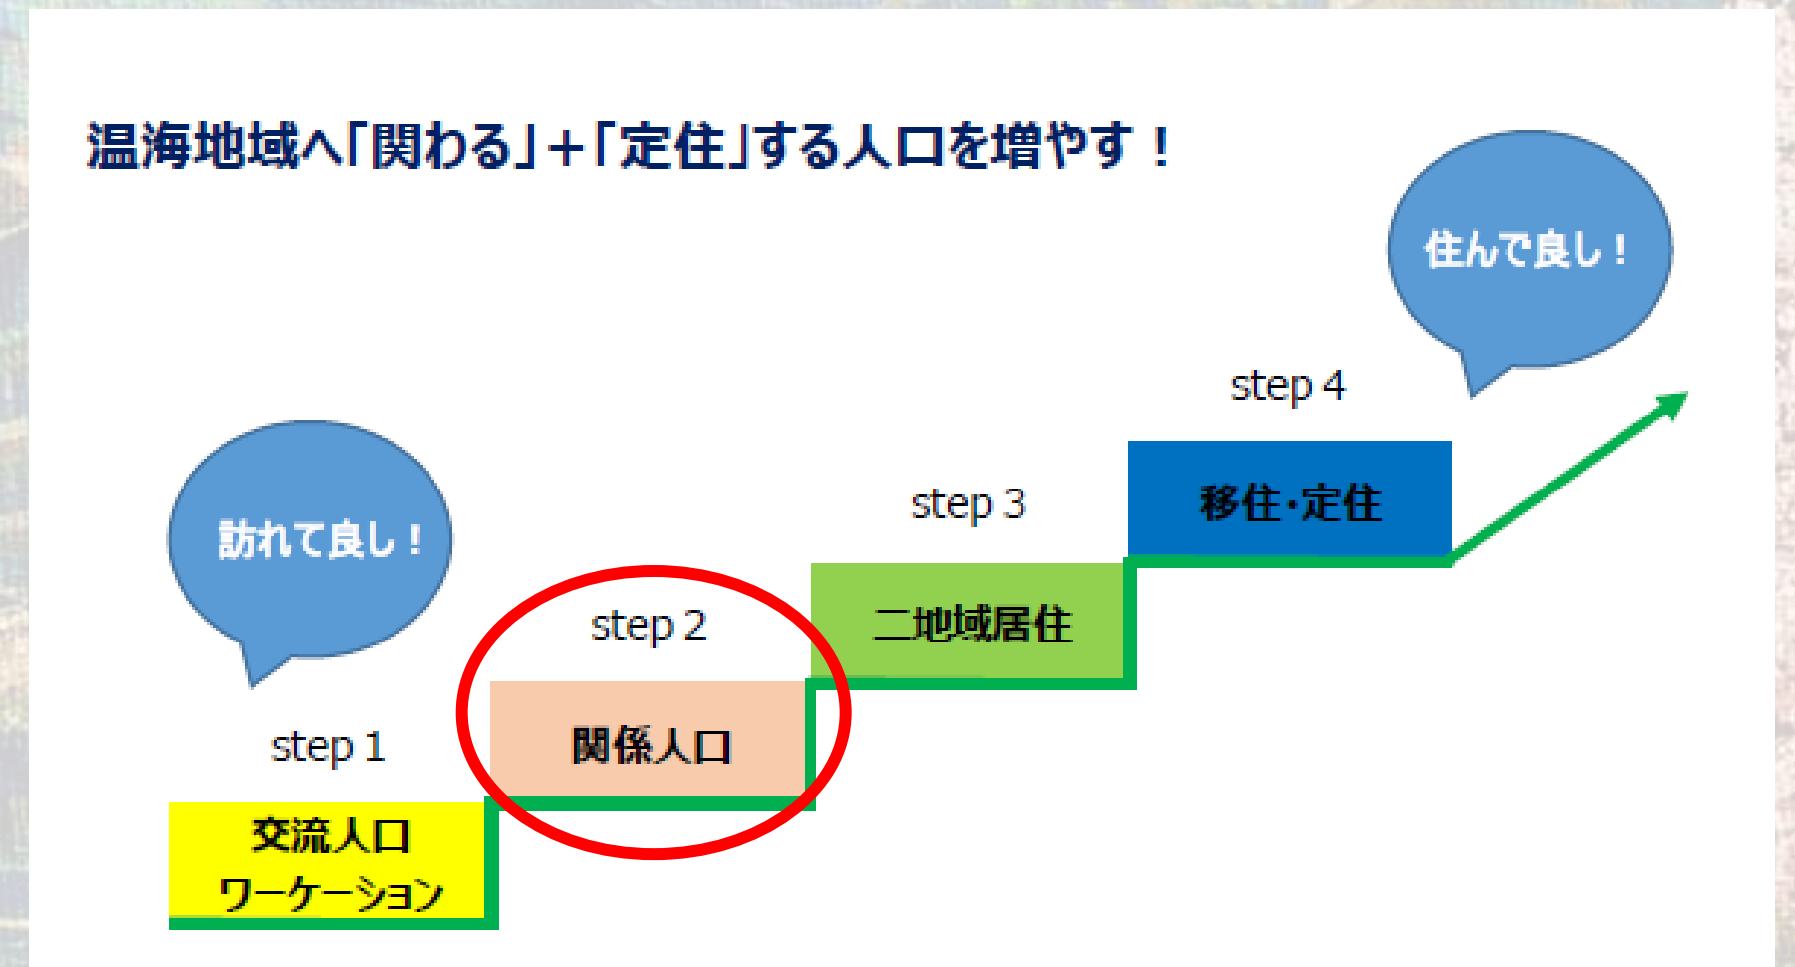 温海地域へ「関わる」+「定住」する人口を増やす！
住んで良し！
step 4
移住・定住
step 3
二地域居住
訪れて良し！
step 2
関係人口
step 1
交流人口
ワーケーション